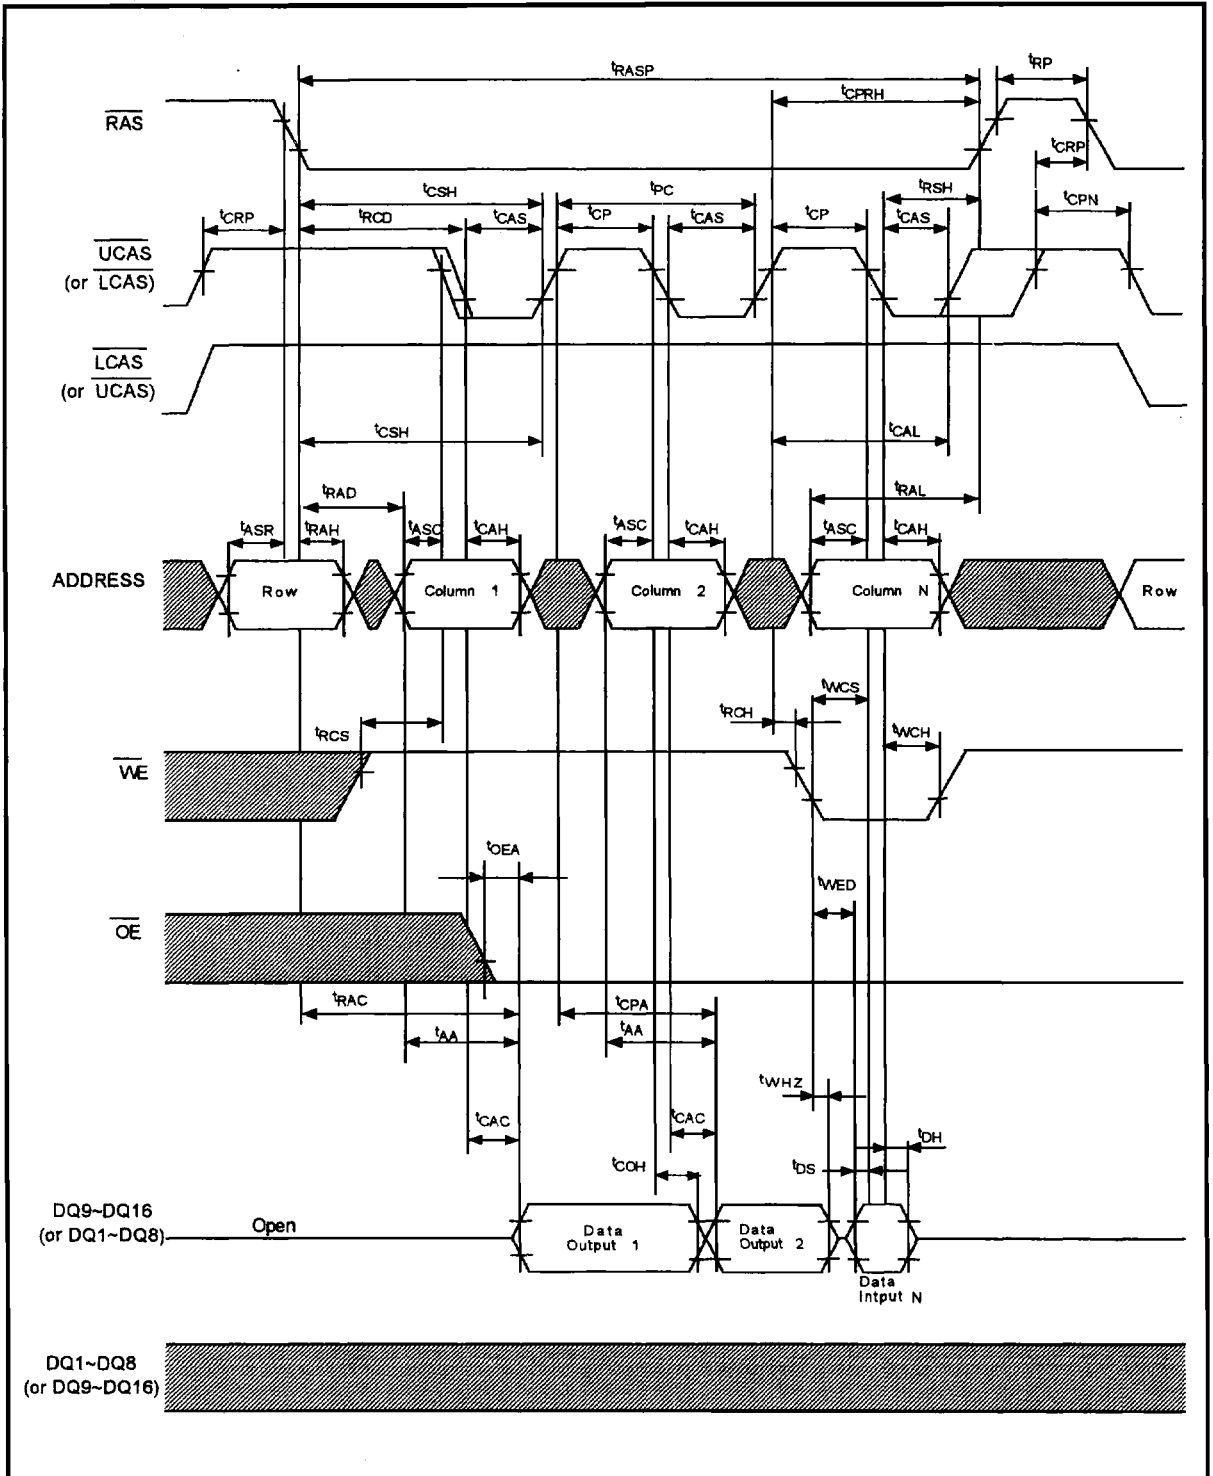 tRASP
tRP
tCPRH
RAS
tCRP
tCSH
tPC
tRSH
tCRP
tRCD
tCAS
tCP
tCAS
tCP
tCAS
tCPN
UCAS
(or LCAS)
LCAS
(or UCAS)
tCSH
tCAL
tRAD
tRAL
tASR
tRAH
tASC
tCAH
tASC
tCAH
tASC
tCAH
ADDRESS
Row
Column 1
Column 2
Column N
Row
tWCS
tRCH
tRCS
tWCH
WE
tOEA
tWED
OE
tRAC
tCPA
tAA
tAA
tWHZ
tCAC
tCAC
tDH
tCOH
tDS
DQ9~DQ16
(or DQ1~DQ8)
Open
Data
Output 1
Data
Output 2
Data
Intput N
DQ1~DQ8
(or DQ9~DQ16)